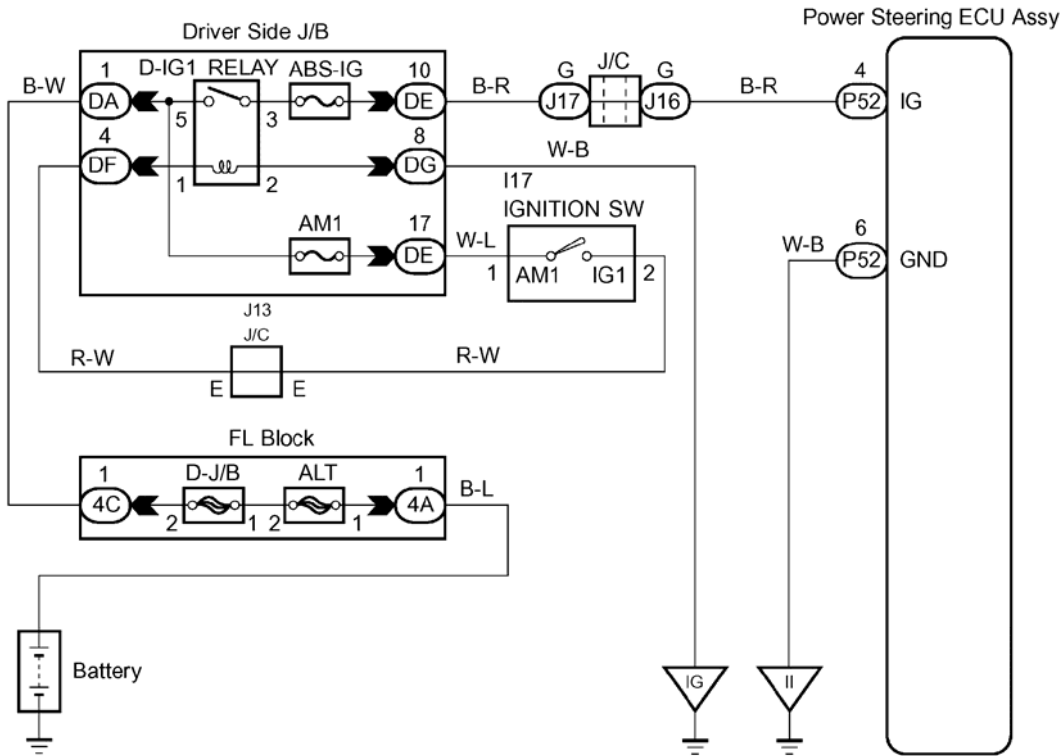 Power Steering ECU Assy
Driver Side J/B
1 D-IG1 RELAY ABS-IG 10 G J/C G 4
B-W DA 5 3 DE B-R J17 J16 B-R P52 IG
4 8
DF 1 2 DG W-B
I17
IGNITION SW
AM1 17
DE W-L 1 AM1 IG1 2
6
W-B P52 GND
J13
J/C
R-W E E R-W
FL Block
1 D-J/B ALT 1
4C 2 1 2 1 4A B-L
Battery
IG II